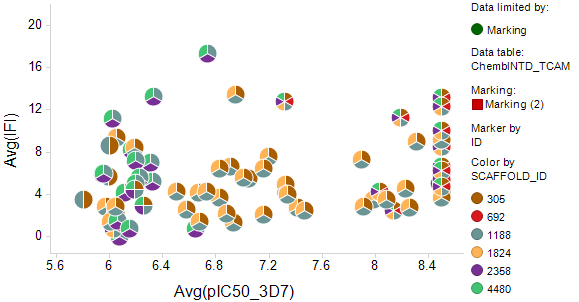 Avg(IFI)
20
16
12
8
4
0
5.6
6
6.4
6.8
7.2
7.6
8
8.4
Avg(pIC50_3D7)
Data limited by:
Marking
Data table:
ChemblNTD_TCAM
Marking:
Marking (2)
Marker by
ID
Color by
SCAFFOLD_ID
305
692
1188
1824
2358
4480